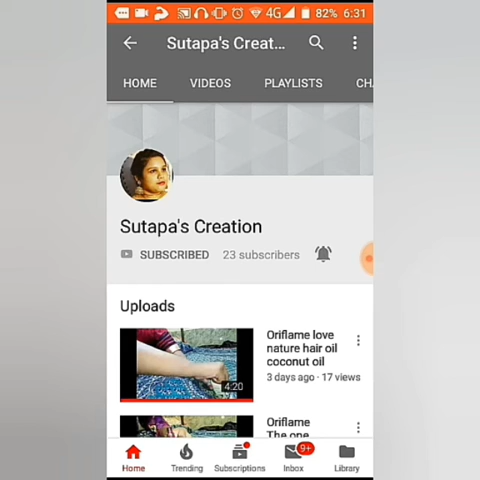 4G 82% 6:31
Sutapa's Creat...
HOME VIDEOS PLAYLISTS CH
Sutapa's Creation
SUBSCRIBED 23 subscribers
Uploads
Oriflame love
nature hair oil
coconut oil
3 days ago · 17 views
4:20
Oriflame
The one
Home Trending Subscriptions Inbox 9+ Library